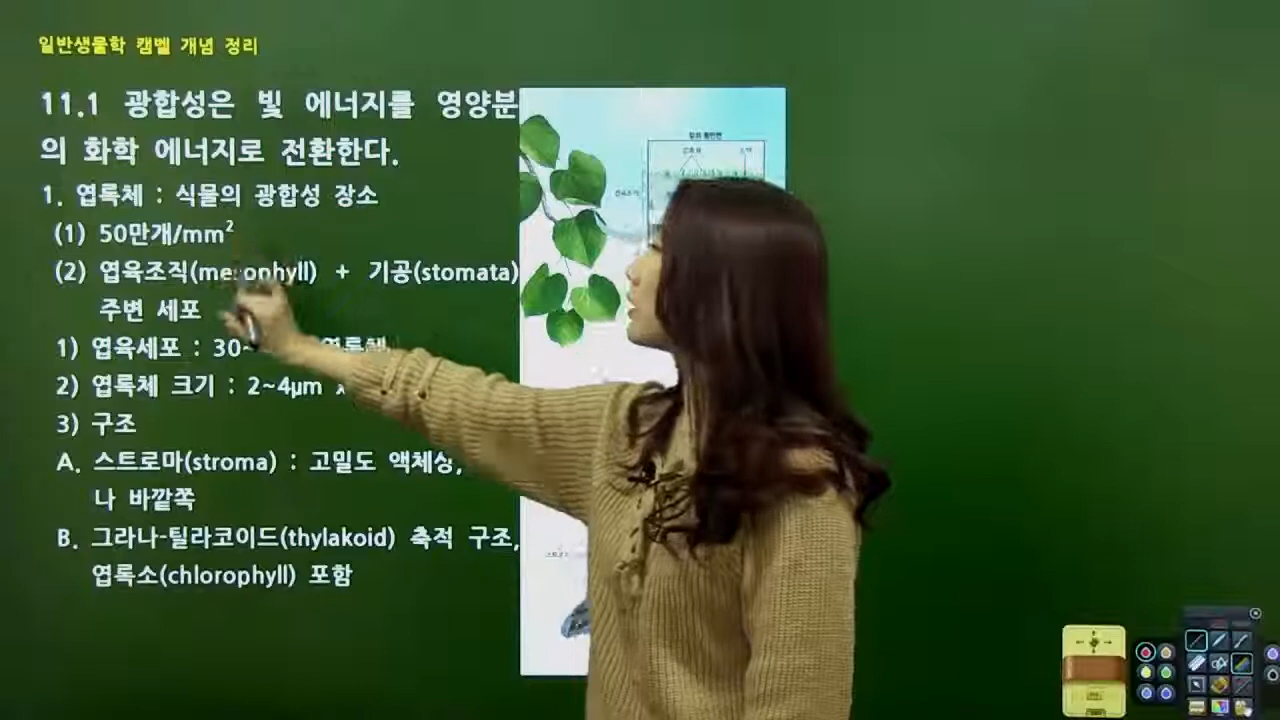 일반생물학 캠벨 개념 정리
11.1 광합성은 빛 에너지를 영양분
의 화학 에너지로 전환한다.
1. 엽록체 : 식물의 광합성 장소
(1) 50만개/mm²
(2) 엽육조직(mesophyll) + 기공(stomata)
주변 세포
1) 엽육세포 : 30~ 엽록체
2) 엽록체 크기 : 2~4μm x
3) 구조
A. 스트로마(stroma) : 고밀도 액체성,
나 바깥쪽
B. 그라나-틸라코이드(thylakoid) 축적 구조,
엽록소(chlorophyll) 포함